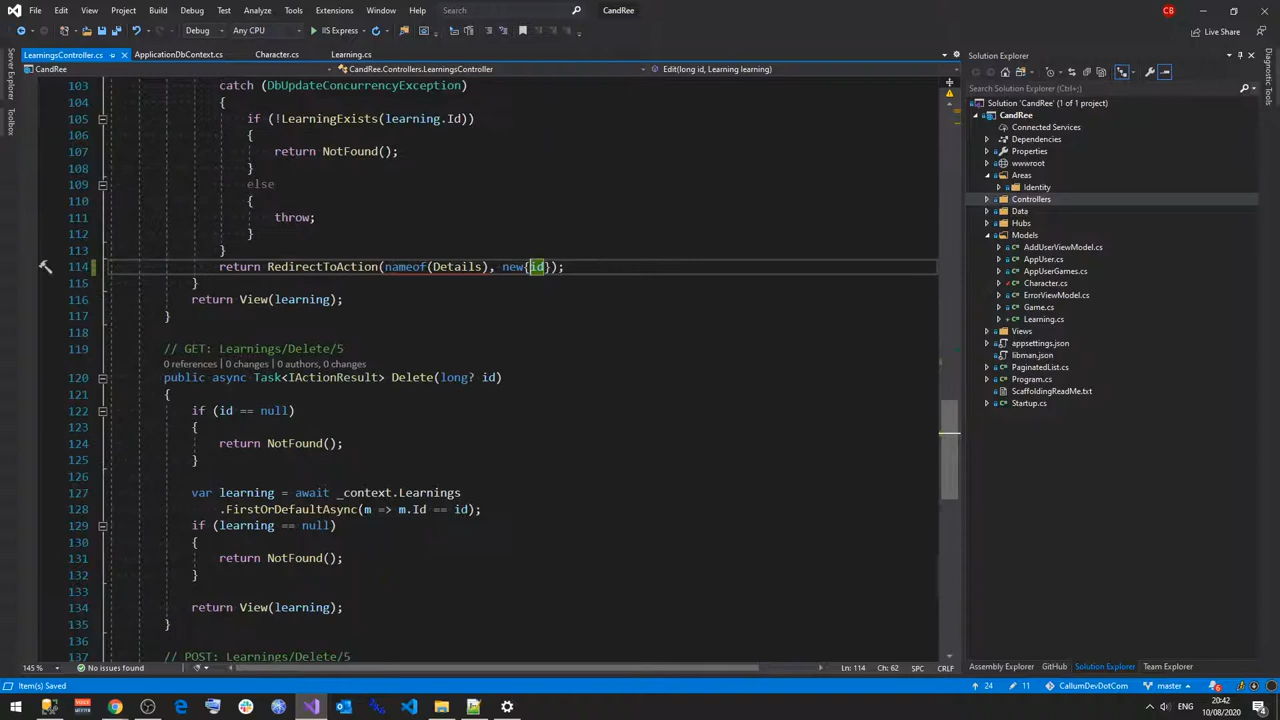 File Edit View Project Build Debug Test Analyze Tools Extensions Window Help Search CandRee CB
Debug Any CPU IIS Express Live Share
LearningsController.cs ApplicationDbContext.cs Character.cs Learning.cs
CandRee CandRee.Controllers.LearningsController Edit(long id, Learning learning)
Server Explorer
Toolbox
103 catch (DbUpdateConcurrencyException)
104 {
105 if (!LearningExists(learning.Id))
106 {
107 return NotFound();
108 }
109 else
110 {
111 throw;
112 }
113 }
114 return RedirectToAction(nameof(Details), new{id});
115 }
116 return View(learning);
117 }
118
119 // GET: Learnings/Delete/5
0 references | 0 changes | 0 authors, 0 changes
120 public async Task<IActionResult> Delete(long? id)
121 {
122 if (id == null)
123 {
124 return NotFound();
125 }
126
127 var learning = await _context.Learnings
128 .FirstOrDefaultAsync(m => m.Id == id);
129 if (learning == null)
130 {
131 return NotFound();
132 }
133
134 return View(learning);
135 }
136
137 // POST: Learnings/Delete/5
145 % No issues found Ln: 114 Ch: 62 SPC CRLF
Solution Explorer
Search Solution Explorer (Ctrl+;)
Solution 'CandRee' (1 of 1 project)
CandRee
Connected Services
Dependencies
Properties
wwwroot
Areas
Identity
Controllers
Data
Hubs
Models
AddUserViewModel.cs
AppUser.cs
AppUserGames.cs
Character.cs
ErrorViewModel.cs
Game.cs
Learning.cs
Views
appsettings.json
libman.json
PaginatedList.cs
Program.cs
ScaffoldingReadMe.txt
Startup.cs
Assembly Explorer GitHub Solution Explorer Team Explorer
Diagnostic Tools
Item(s) Saved 24 11 CallumDevDotCom master 6
20:42
10/08/2020